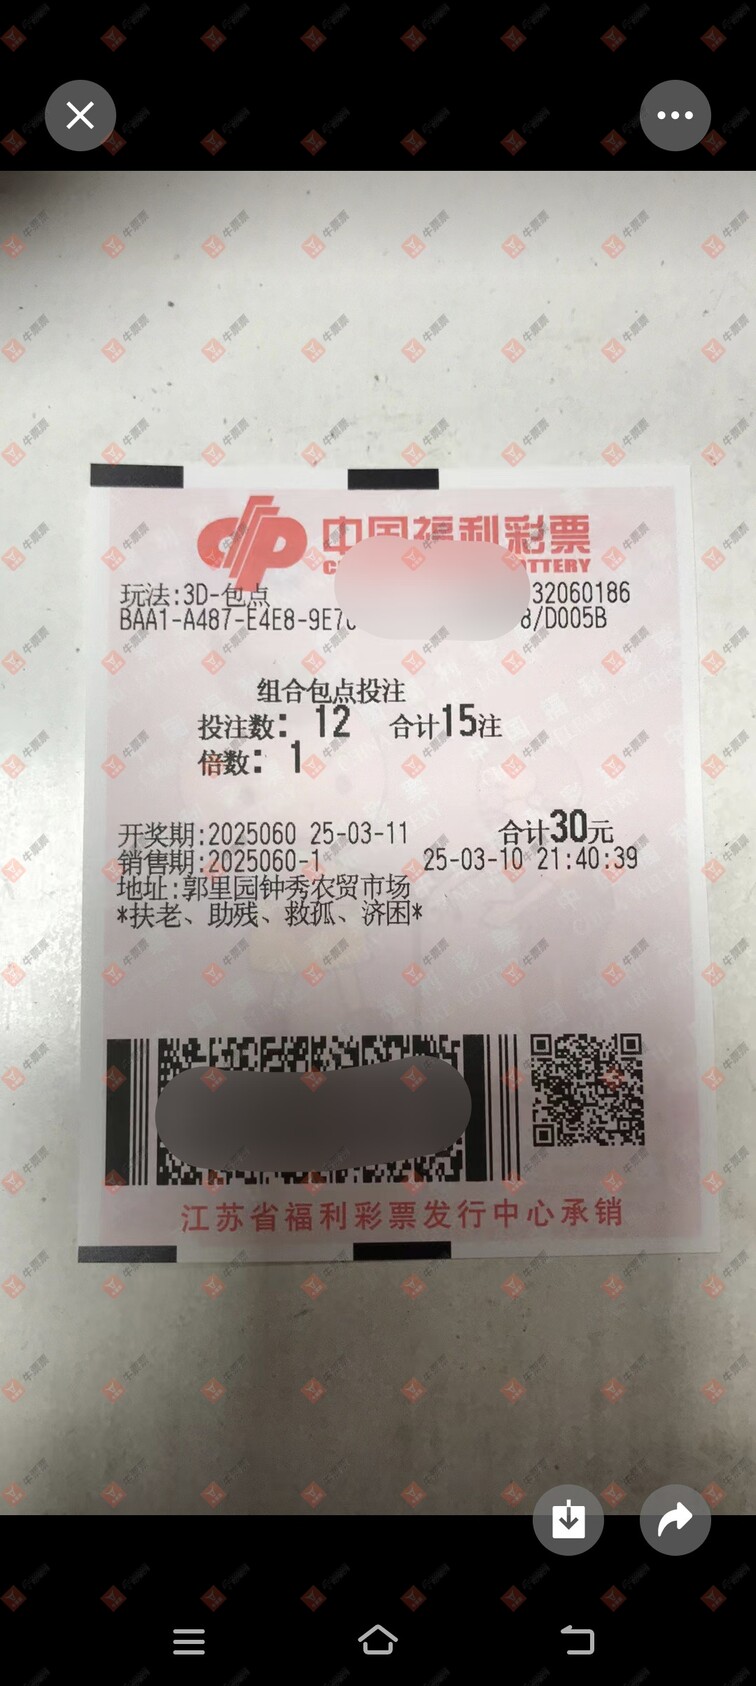 中国福利彩票
玩法:3D-包点 32060186
BAA1-A487-E4E8-9E7 8/D005B
组合包点投注
投注数: 12 合计15注
倍数: 1
开奖期:2025060 25-03-11 合计30元
销售期:2025060-1 25-03-10 21:40:39
地址:郭里园钟秀农贸市场
*扶老、助残、救孤、济困*
江苏省福利彩票发行中心承销
牛票票